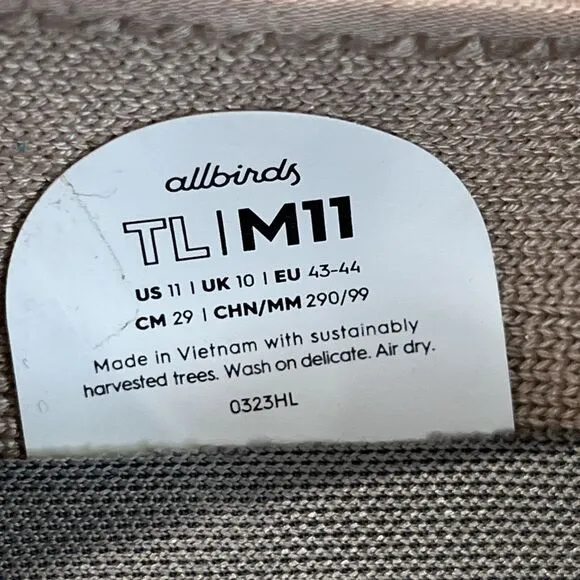 allbirds
TL | M11
US 11 | UK 10 | EU 43-44
CM 29 | CHN/MM 290/99
Made in Vietnam with sustainably
harvested trees. Wash on delicate. Air dry.
0323HL